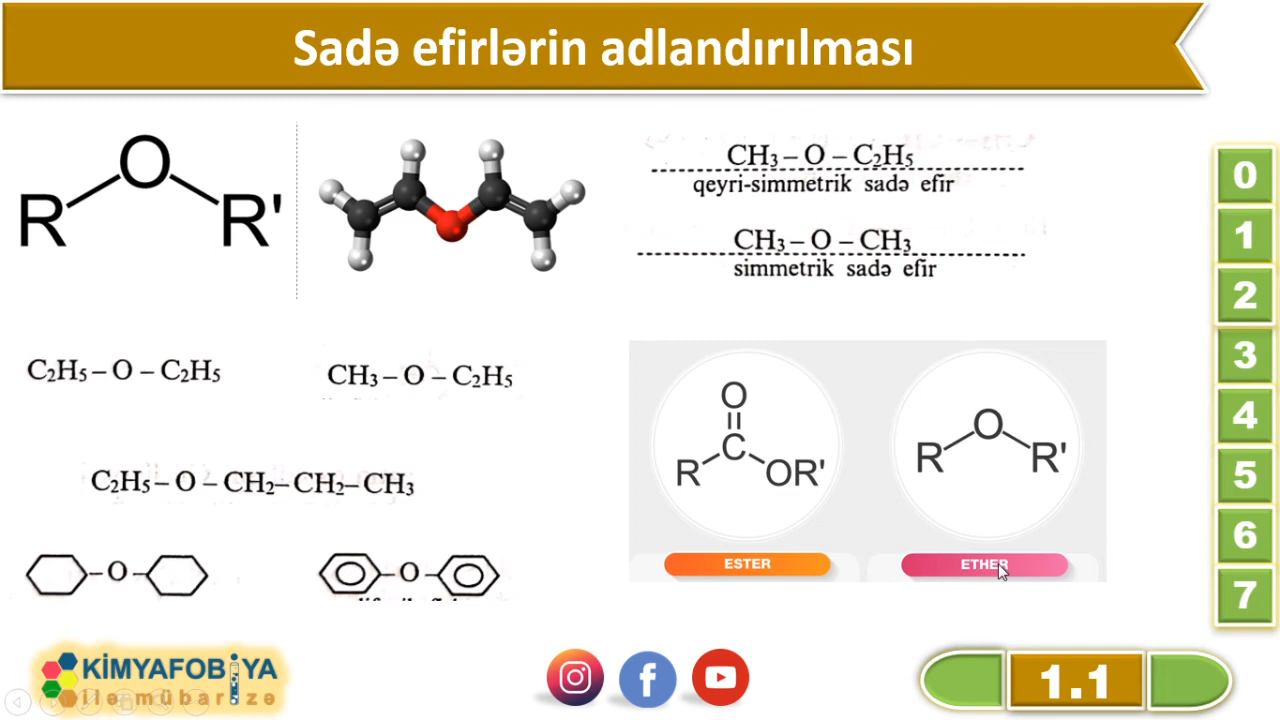 Sadə efirlərin adlandırılması
O
R R'
CH₃ – O – C₂H₅
qeyri-simmetrik sadə efir
CH₃ – O – CH₃
simmetrik sadə efir
C₂H₅ – O – C₂H₅
CH₃ – O – C₂H₅
C₂H₅ – O – CH₂ – CH₂ – CH₃
O
O
O
C
R OR'
ESTER
O
R R'
ETHER
0
1
2
3
4
5
6
7
KİMYAFOBİYA
ilə mübarizə
1.1